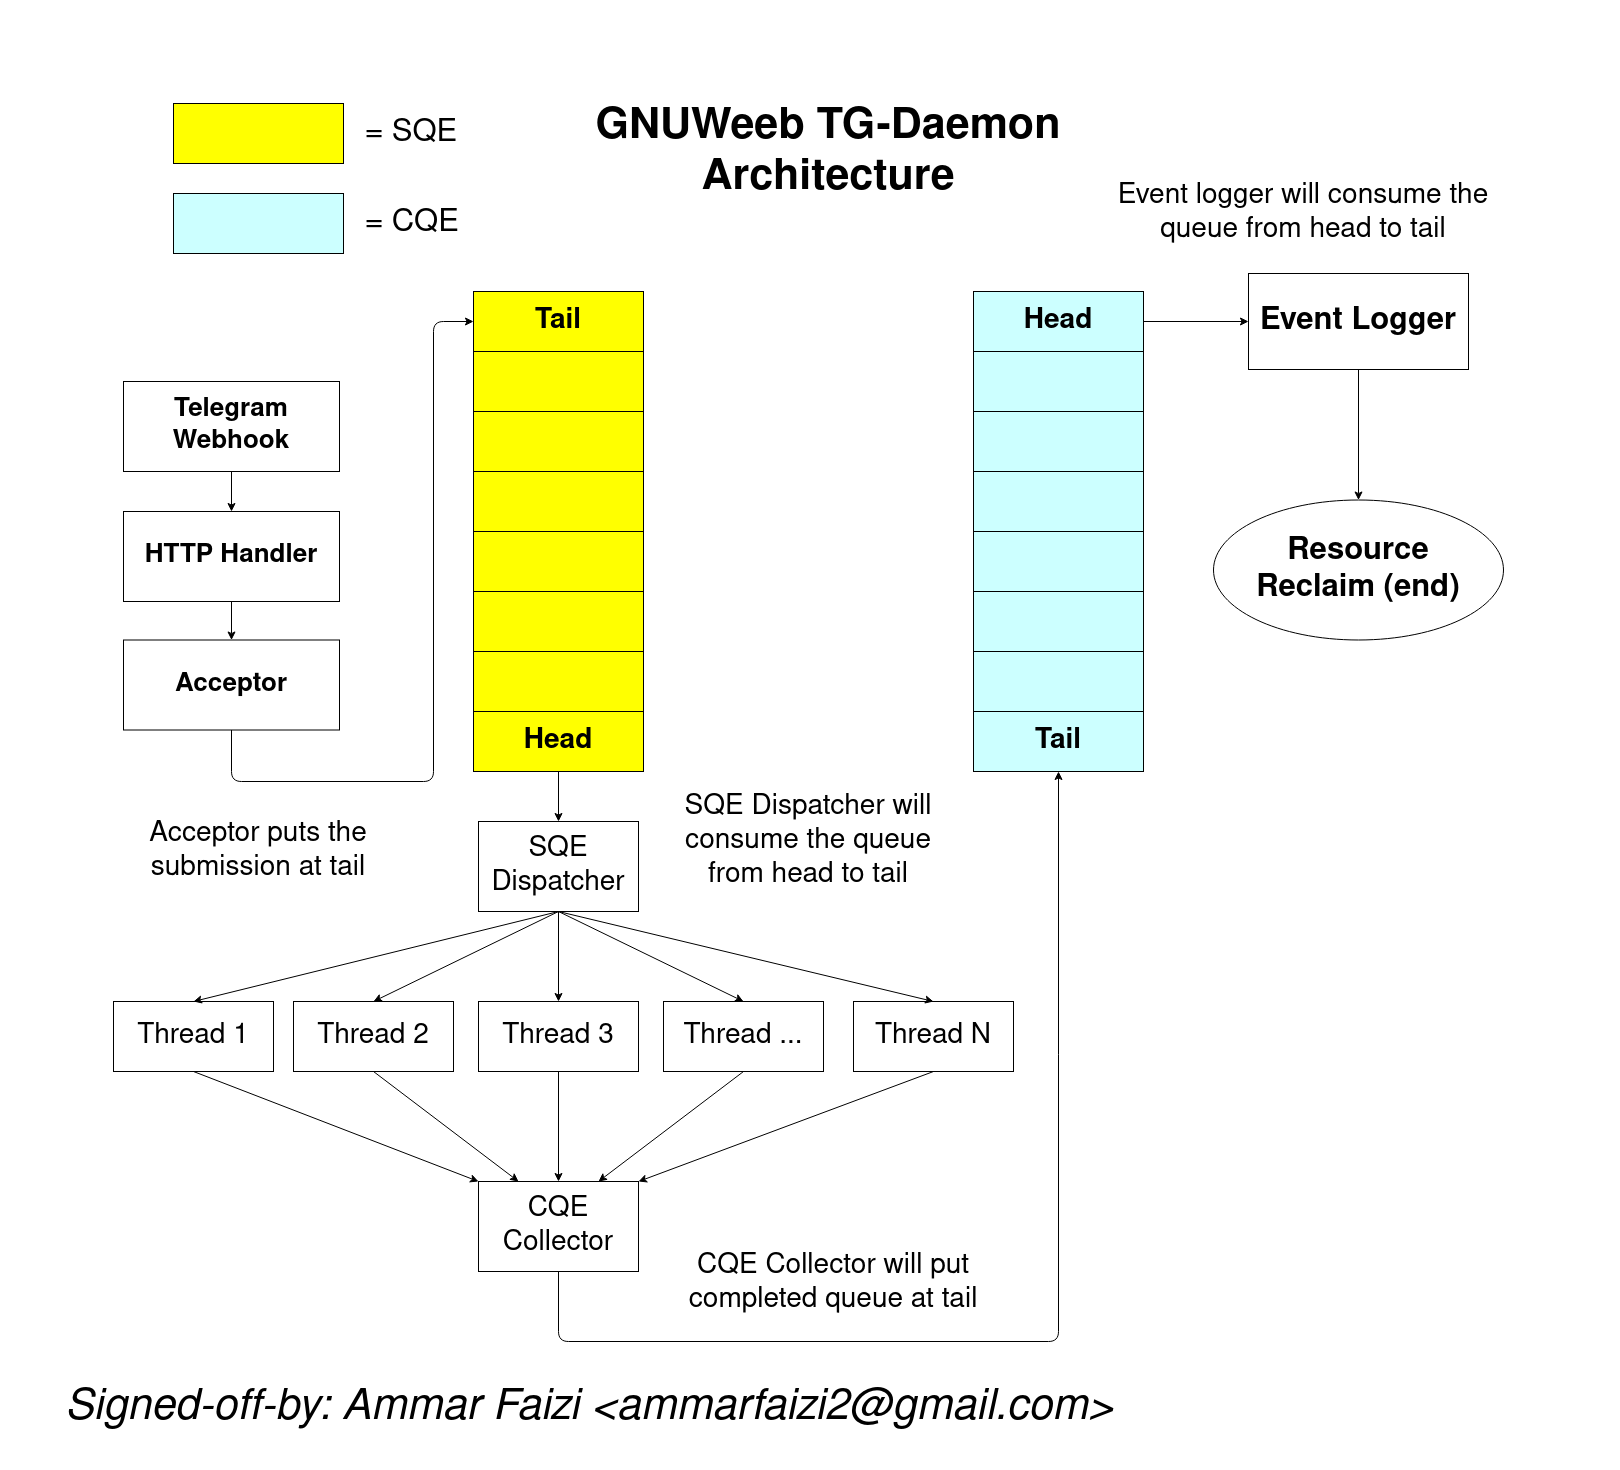 = SQE
= CQE
GNUWeeb TG-Daemon
Architecture
Event logger will consume the
queue from head to tail
Tail
Head
Event Logger
Telegram
Webhook
HTTP Handler
Acceptor
Resource
Reclaim (end)
Head
Tail
Acceptor puts the
submission at tail
SQE
Dispatcher
SQE Dispatcher will
consume the queue
from head to tail
Thread 1
Thread 2
Thread 3
Thread ...
Thread N
CQE
Collector
CQE Collector will put
completed queue at tail
Signed-off-by: Ammar Faizi <ammarfaizi2@gmail.com>